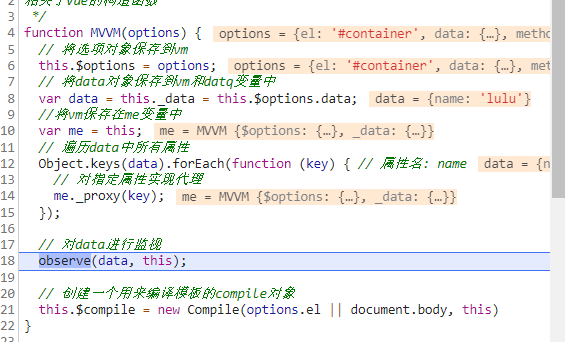 2 相关于Vue的构造函数
3 */
4 function MVVM(options) { options = {el: '#container', data: {…}, metho
5 // 将选项对象保存到vm
6 this.$options = options; options = {el: '#container', data: {…}, met
7 // 将data对象保存到vm和datq变量中
8 var data = this._data = this.$options.data; data = {name: 'lulu'}
9 //将vm保存在me变量中
10 var me = this; me = MVVM {$options: {…}, _data: {…}}
11 // 遍历data中所有属性
12 Object.keys(data).forEach(function (key) { // 属性名: name data = {n
13 // 对指定属性实现代理
14 me._proxy(key); me = MVVM {$options: {…}, _data: {…}}
15 });
16
17 // 对data进行监视
18 observe(data, this);
19
20 // 创建一个用来编译模板的compile对象
21 this.$compile = new Compile(options.el || document.body, this)
22 }
23